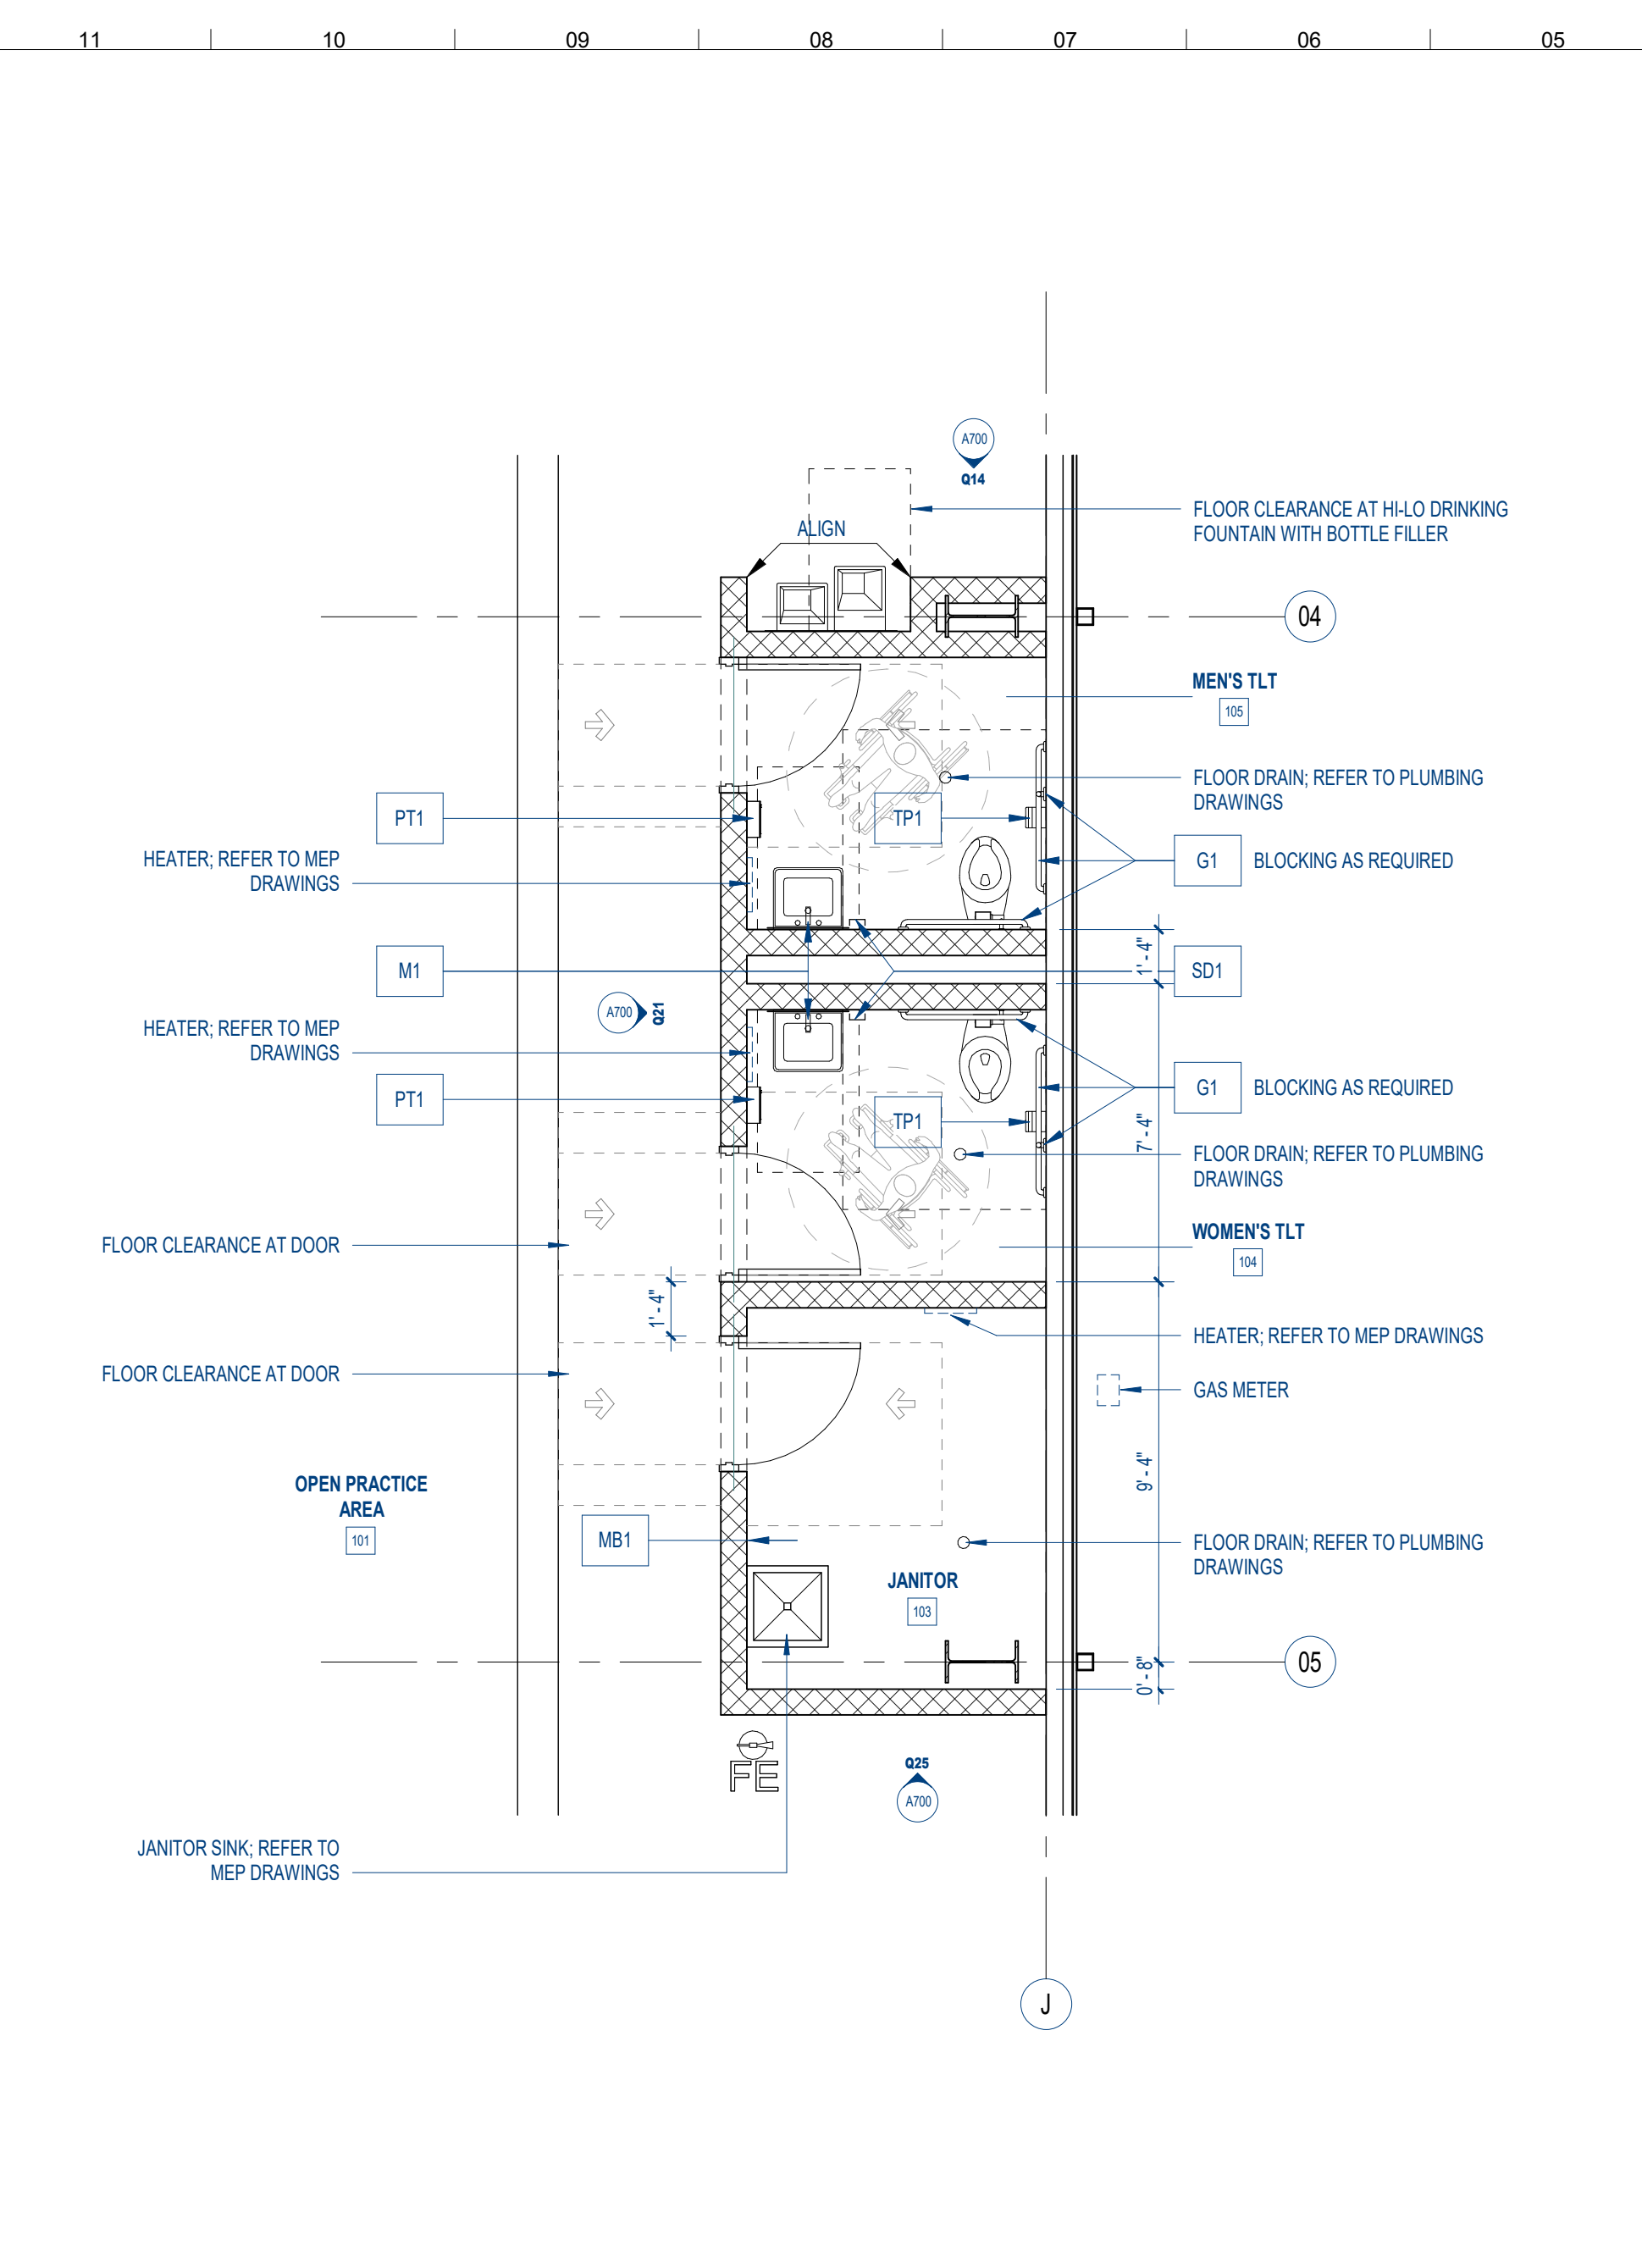 11 10 09 08 07 06 05
A700
Q14
FLOOR CLEARANCE AT HI-LO DRINKING
FOUNTAIN WITH BOTTLE FILLER
ALIGN
04
MEN'S TLT
105
FLOOR DRAIN; REFER TO PLUMBING
DRAWINGS
PT1
TP1
HEATER; REFER TO MEP
DRAWINGS
G1 BLOCKING AS REQUIRED
1' - 4"
M1
SD1
A700
Q21
HEATER; REFER TO MEP
DRAWINGS
PT1
G1 BLOCKING AS REQUIRED
TP1
7' - 4"
FLOOR DRAIN; REFER TO PLUMBING
DRAWINGS
WOMEN'S TLT
104
FLOOR CLEARANCE AT DOOR
1' - 4"
HEATER; REFER TO MEP DRAWINGS
FLOOR CLEARANCE AT DOOR
GAS METER
9' - 4"
OPEN PRACTICE
AREA
101
MB1
FLOOR DRAIN; REFER TO PLUMBING
DRAWINGS
JANITOR
103
05
0' - 8"
FE
Q25
A700
JANITOR SINK; REFER TO
MEP DRAWINGS
J